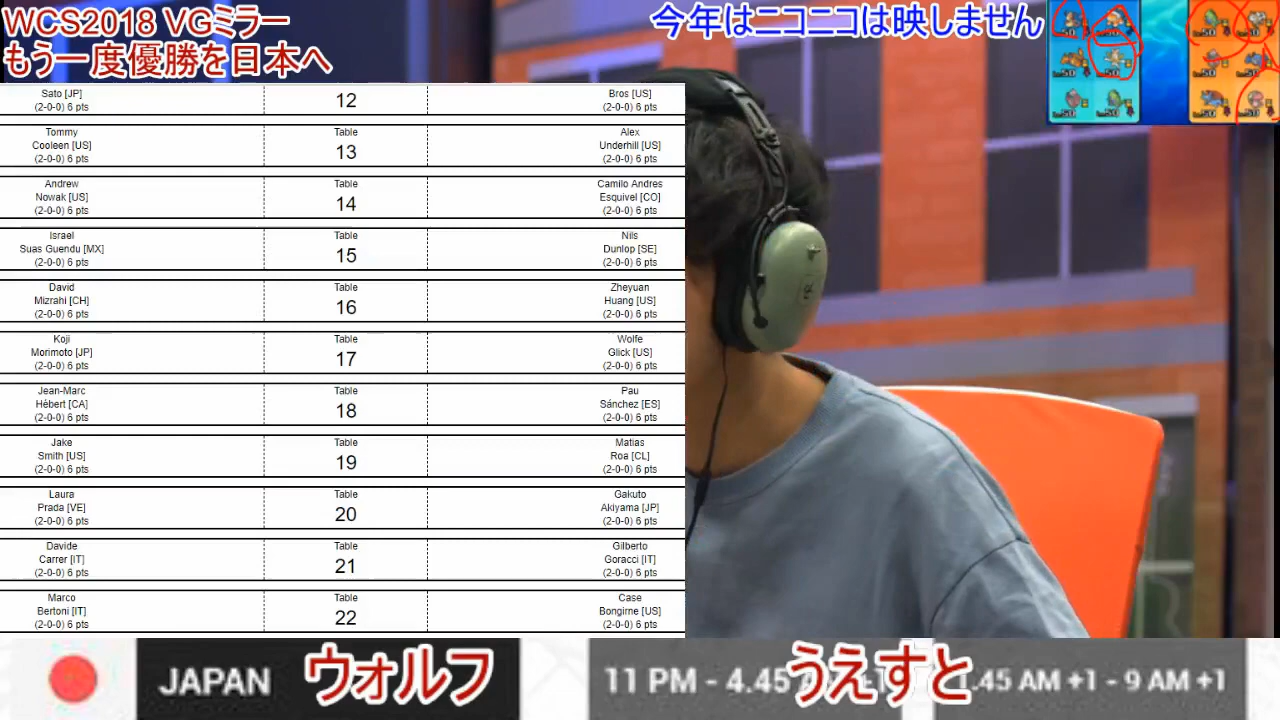 WCS2018 VGミラー
もう一度優勝を日本へ
今年はニコニコは映しません
Sato [JP]
(2-0-0) 6 pts
12
Bros [US]
(2-0-0) 6 pts
Tommy
Cooleen [US]
(2-0-0) 6 pts
Table
13
Alex
Underhill [US]
(2-0-0) 6 pts
Andrew
Nowak [US]
(2-0-0) 6 pts
Table
14
Camilo Andres
Esquivel [CO]
(2-0-0) 6 pts
Israel
Suas Guendu [MX]
(2-0-0) 6 pts
Table
15
Nils
Dunlop [SE]
(2-0-0) 6 pts
David
Mizrahi [CH]
(2-0-0) 6 pts
Table
16
Zheyuan
Huang [US]
(2-0-0) 6 pts
Koji
Morimoto [JP]
(2-0-0) 6 pts
Table
17
Wolfe
Glick [US]
(2-0-0) 6 pts
Jean-Marc
Hébert [CA]
(2-0-0) 6 pts
Table
18
Pau
Sánchez [ES]
(2-0-0) 6 pts
Jake
Smith [US]
(2-0-0) 6 pts
Table
19
Matias
Roa [CL]
(2-0-0) 6 pts
Laura
Prada [VE]
(2-0-0) 6 pts
Table
20
Gakuto
Akiyama [JP]
(2-0-0) 6 pts
Davide
Carrer [IT]
(2-0-0) 6 pts
Table
21
Gilberto
Goracci [IT]
(2-0-0) 6 pts
Marco
Bertoni [IT]
(2-0-0) 6 pts
Table
22
Case
Bongirne [US]
(2-0-0) 6 pts
JAPAN
ウォルフ
11 PM - 4.45
うえすと
.45 AM +1 - 9 AM +1